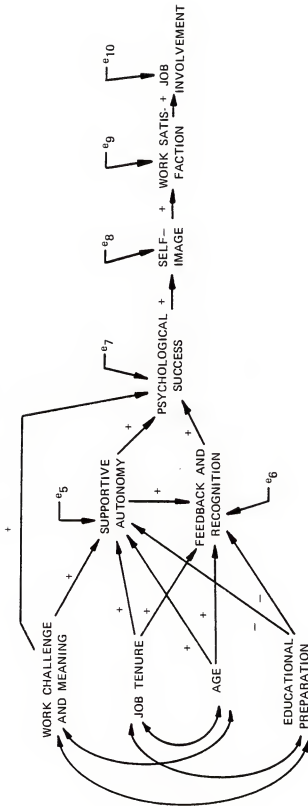 WORK CHALLENGE
AND MEANING
JOB TENURE
AGE
EDUCATIONAL
PREPARATION
+
+
+
+
+
+
−
−
e5
SUPPORTIVE
AUTONOMY
+
FEEDBACK AND
RECOGNITION
e6
+
+
e7
PSYCHOLOGICAL
SUCCESS
+
e8
SELF-
IMAGE
+
e9
WORK SATIS-
FACTION
+
e10
JOB
INVOLVEMENT